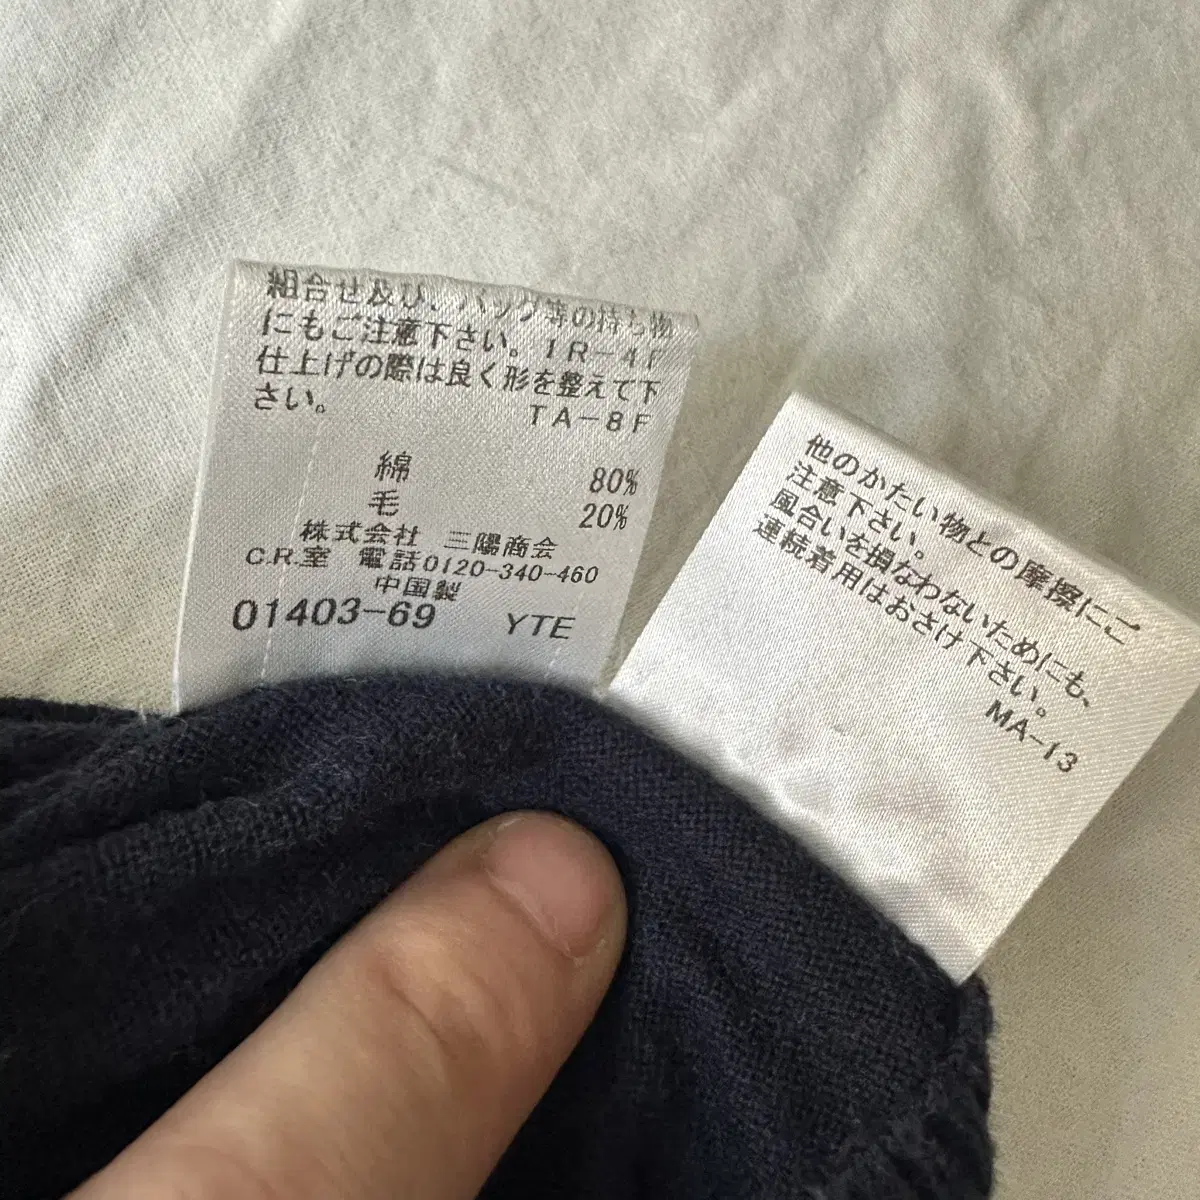 組合せ及び、バッグ等の持ち物
にもご注意下さい。IR-4F
仕上げの際は良く形を整えて下
さい。 TA-8F
綿 80%
毛 20%
株式会社 三陽商会
C.R.室 電話0120-340-460
中国製
01403-69 YTE
他のかたい物との摩擦にご
注意下さい。
風合いを損なわないためにも、
連続着用はおさけ下さい。
MA-13